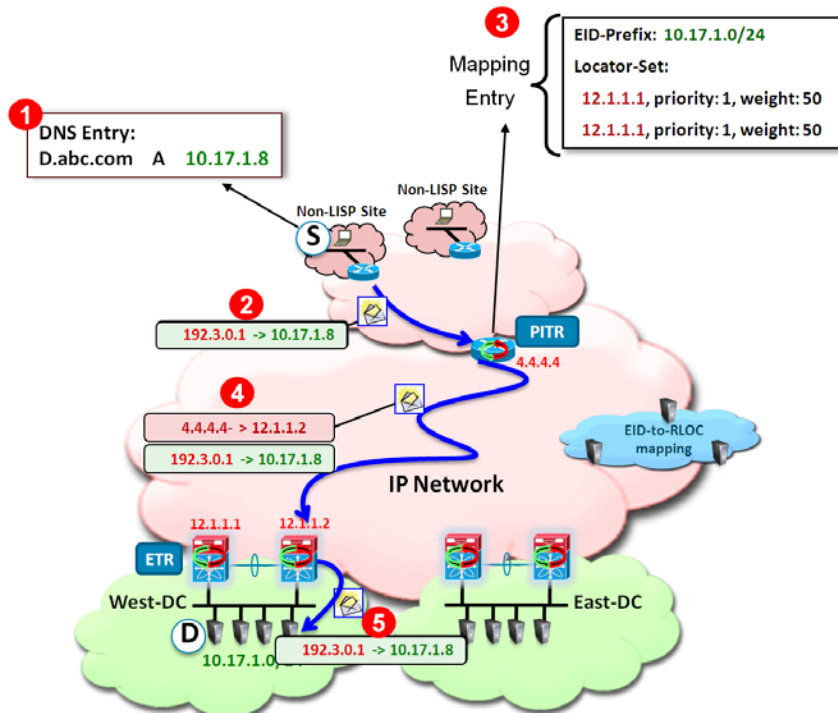 1
DNS Entry:
D.abc.com A 10.17.1.8
3
Mapping
Entry
EID-Prefix: 10.17.1.0/24
Locator-Set:
12.1.1.1, priority: 1, weight: 50
12.1.1.1, priority: 1, weight: 50
Non-LISP Site
Non-LISP Site
S
2
192.3.0.1 -> 10.17.1.8
PITR
4.4.4.4
4
4.4.4.4- > 12.1.1.2
192.3.0.1 -> 10.17.1.8
EID-to-RLOC
mapping
IP Network
12.1.1.1
12.1.1.2
ETR
West-DC
East-DC
D
5
192.3.0.1 -> 10.17.1.8
10.17.1.0/